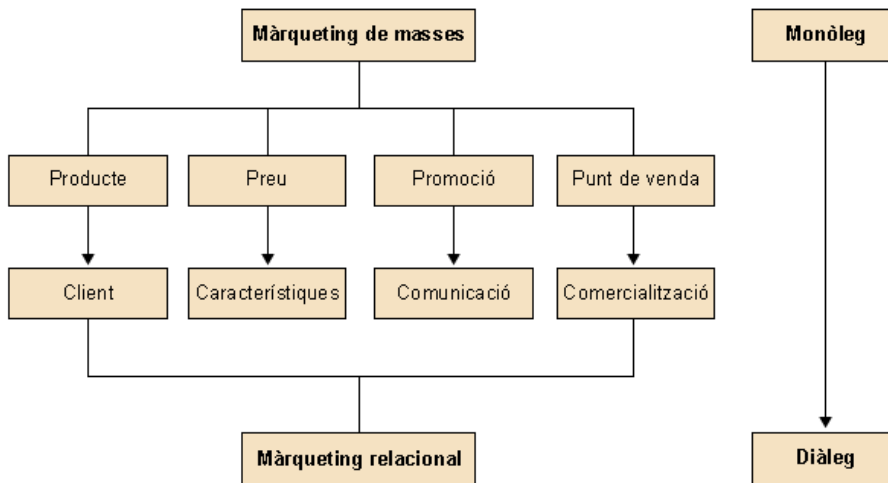 Màrqueting de masses
Monòleg
Producte
Preu
Promoció
Punt de venda
Client
Característiques
Comunicació
Comercialització
Màrqueting relacional
Diàleg